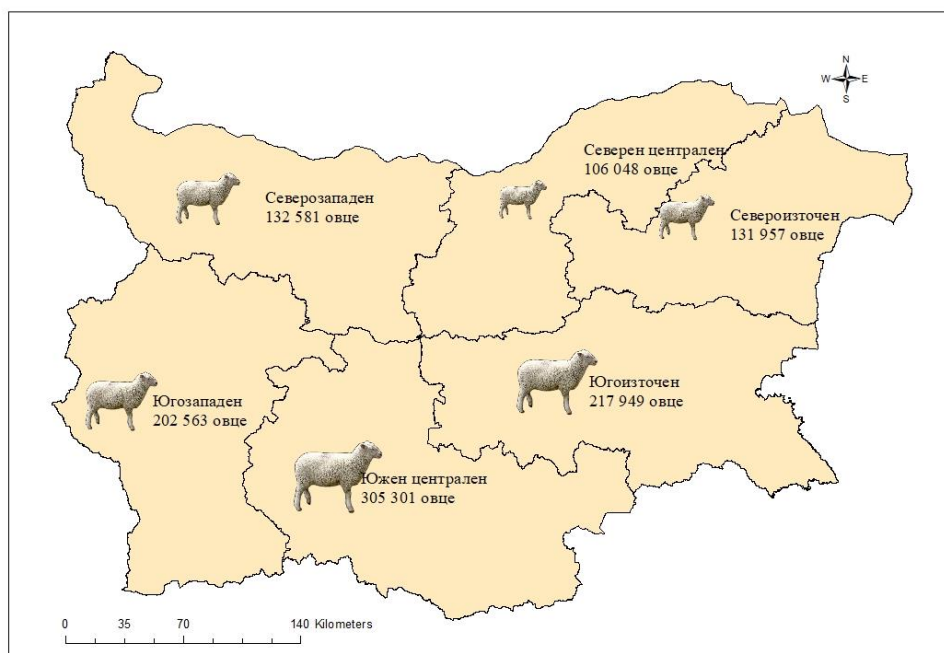 N
W E
S
Северен централен
106 048 овце
Северозападен
132 581 овце
Североизточен
131 957 овце
Югоизточен
217 949 овце
Югозападен
202 563 овце
Южен централен
305 301 овце
0 35 70 140 Kilometers